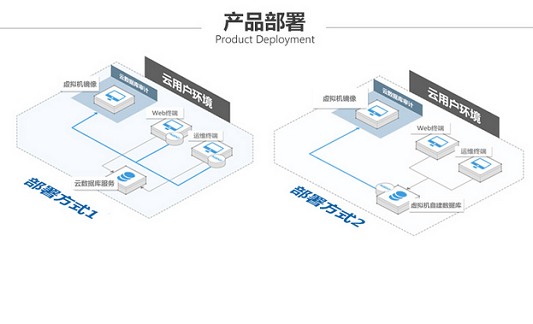 产品部署
Product Deployment
云用户环境
云数据库审计
虚拟机镜像
Web终端
运维终端
云数据库服务
部署方式1
云用户环境
云数据库审计
虚拟机镜像
Web终端
运维终端
虚拟机自建数据库
部署方式2